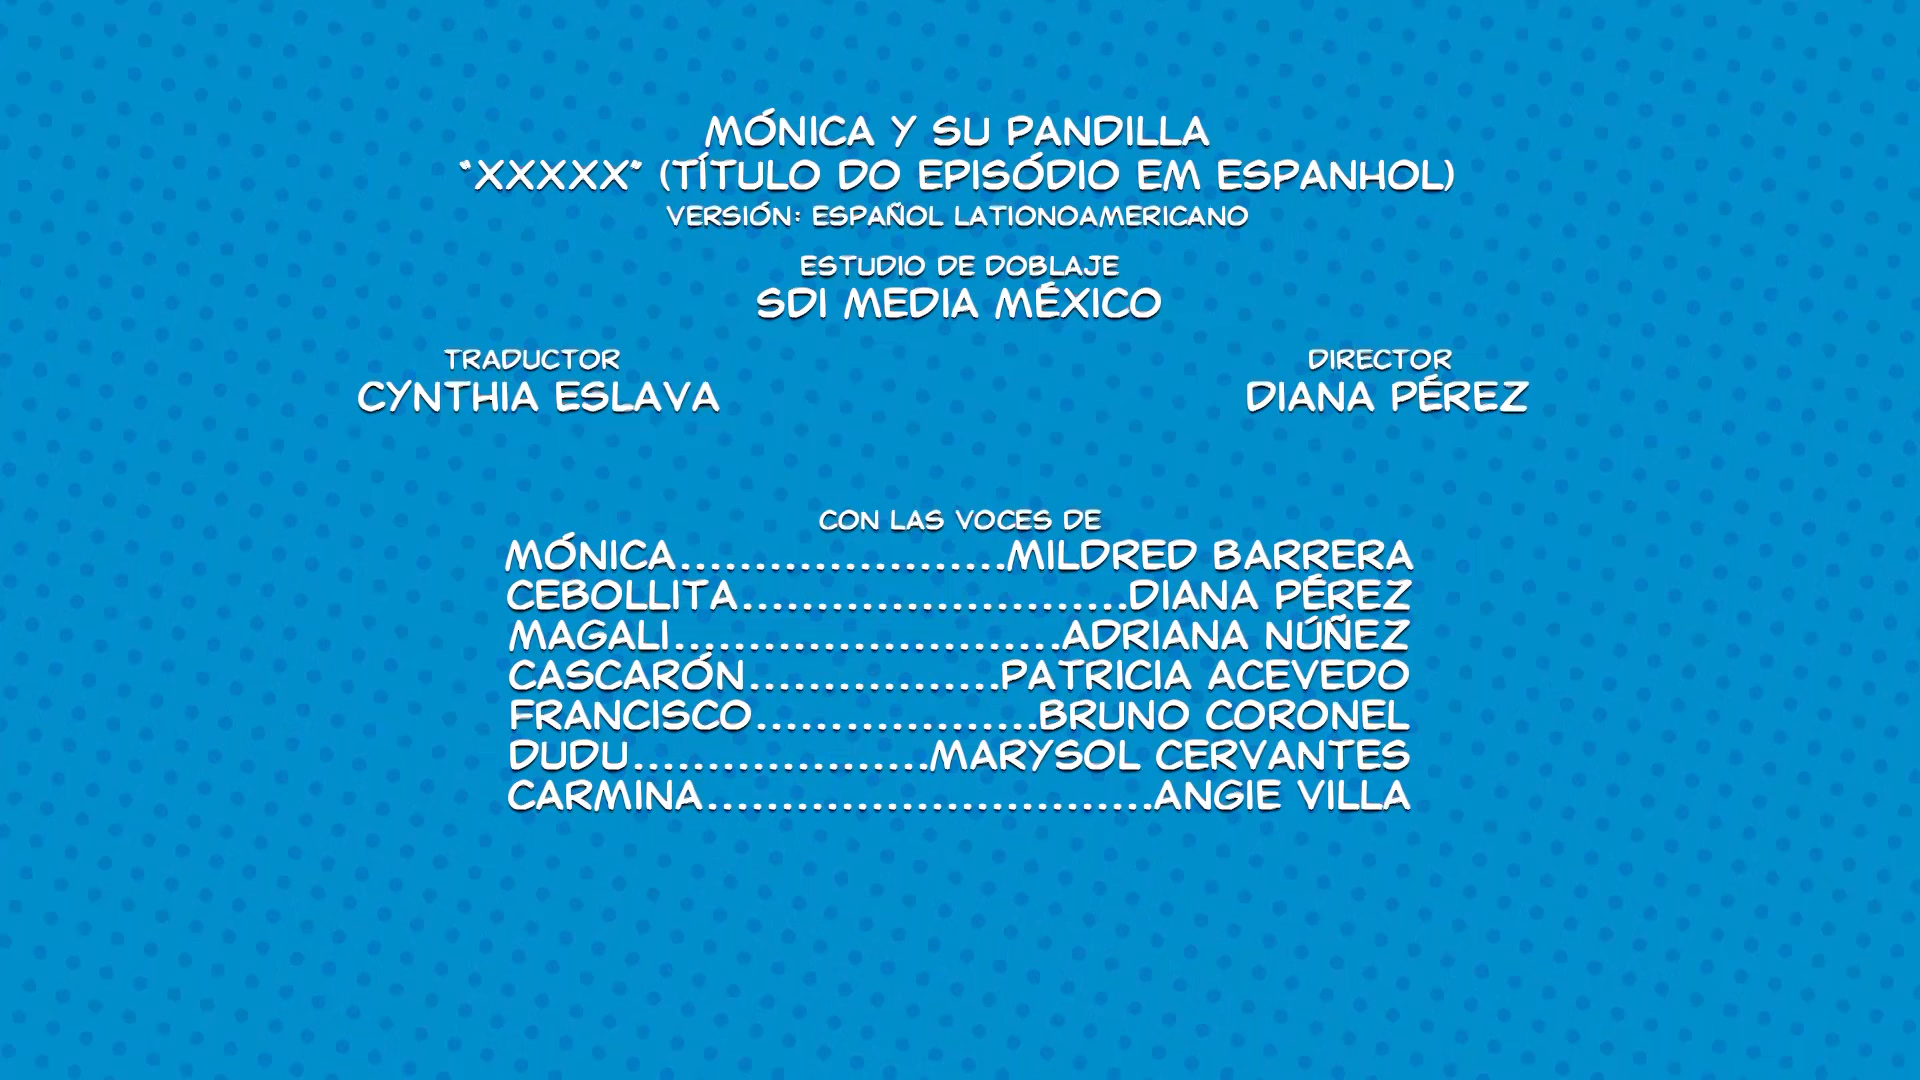 MÓNICA Y SU PANDILLA
"XXXXX" (TÍTULO DO EPISÓDIO EM ESPANHOL)
VERSIÓN: ESPAÑOL LATIONOAMERICANO
ESTUDIO DE DOBLAJE
SDI MEDIA MÉXICO
TRADUCTOR
CYNTHIA ESLAVA
DIRECTOR
DIANA PÉREZ
CON LAS VOCES DE
MÓNICA......................MILDRED BARRERA
CEBOLLITA..........................DIANA PÉREZ
MAGALI..........................ADRIANA NÚÑEZ
CASCARÓN.................PATRICIA ACEVEDO
FRANCISCO...................BRUNO CORONEL
DUDU....................MARYSOL CERVANTES
CARMINA..............................ANGIE VILLA